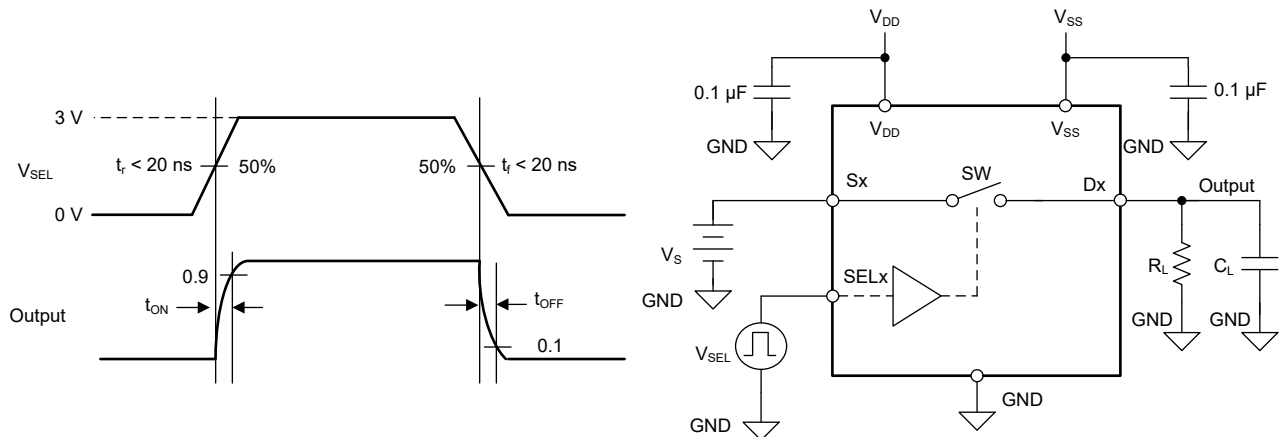 3 V
V_SEL
t_r < 20 ns
50%
50%
t_f < 20 ns
0 V
0.9
t_ON
t_OFF
Output
0.1
V_DD
V_SS
0.1 µF
0.1 µF
GND
V_DD
V_SS
GND
Sx
SW
Dx
Output
V_S
R_L
C_L
GND
SELx
GND
GND
V_SEL
GND
GND